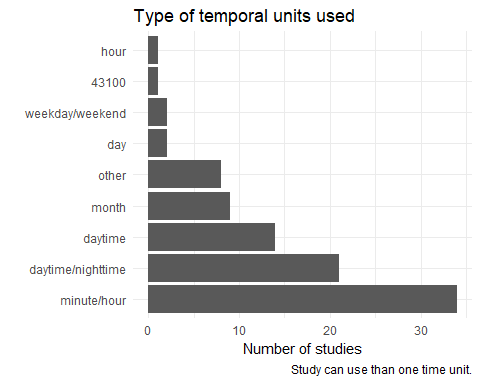 Type of temporal units used
hour
43100
weekday/weekend
day
other
month
daytime
daytime/nighttime
minute/hour
0 10 20 30
Number of studies
Study can use than one time unit.